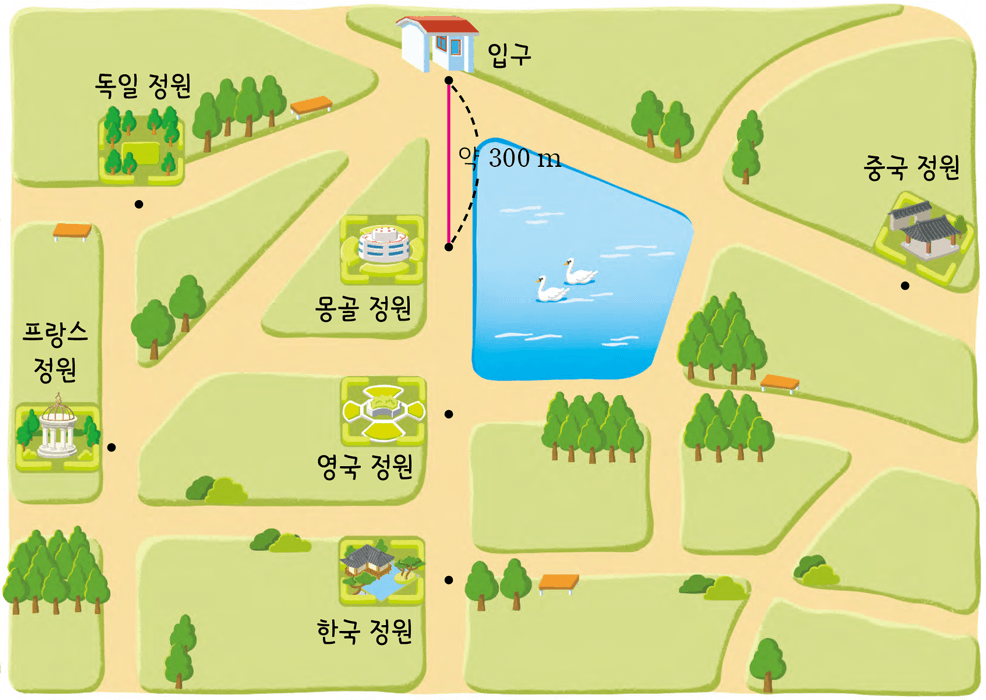 입구
독일 정원
약 300 m
중국 정원
몽골 정원
프랑스
정원
영국 정원
한국 정원